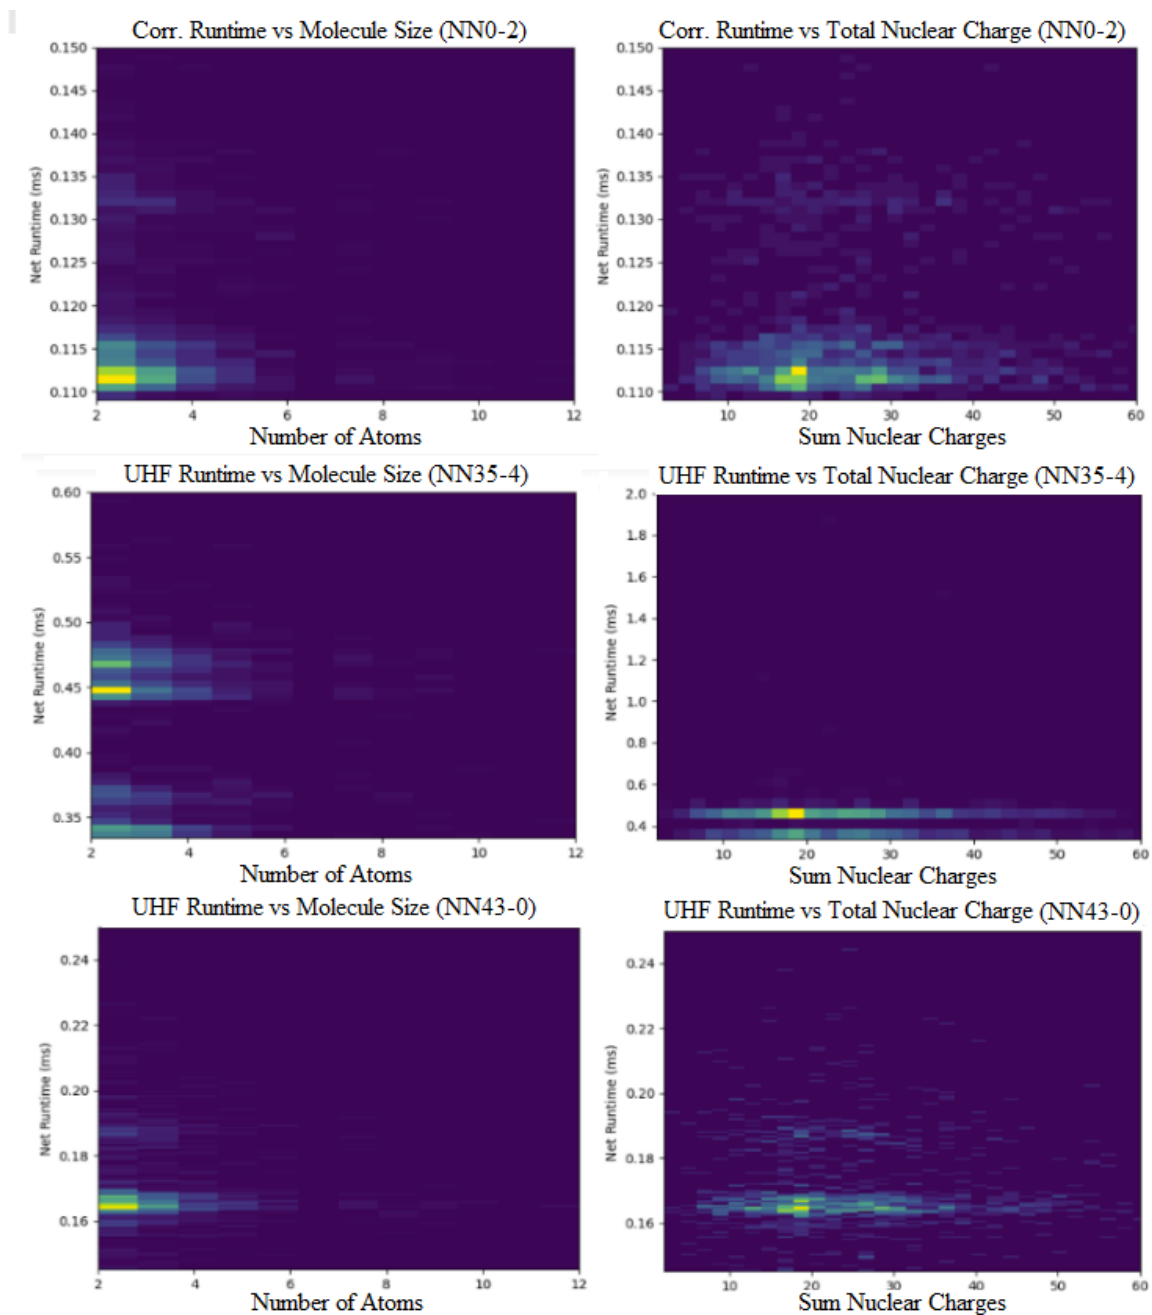 Corr. Runtime vs Molecule Size (NN0-2)
0.150
0.145
0.140
0.135
0.130
0.125
0.120
0.115
0.110
Net Runtime (ms)
2 4 6 8 10 12
Number of Atoms
Corr. Runtime vs Total Nuclear Charge (NN0-2)
0.150
0.145
0.140
0.135
0.130
0.125
0.120
0.115
0.110
Net Runtime (ms)
10 20 30 40 50 60
Sum Nuclear Charges
UHF Runtime vs Molecule Size (NN35-4)
0.60
0.55
0.50
0.45
0.40
0.35
Net Runtime (ms)
2 4 6 8 10 12
Number of Atoms
UHF Runtime vs Total Nuclear Charge (NN35-4)
2.0
1.8
1.6
1.4
1.2
1.0
0.8
0.6
0.4
Net Runtime (ms)
10 20 30 40 50 60
Sum Nuclear Charges
UHF Runtime vs Molecule Size (NN43-0)
0.24
0.22
0.20
0.18
0.16
Net Runtime (ms)
2 4 6 8 10 12
Number of Atoms
UHF Runtime vs Total Nuclear Charge (NN43-0)
0.24
0.22
0.20
0.18
0.16
Net Runtime (ms)
10 20 30 40 50 60
Sum Nuclear Charges